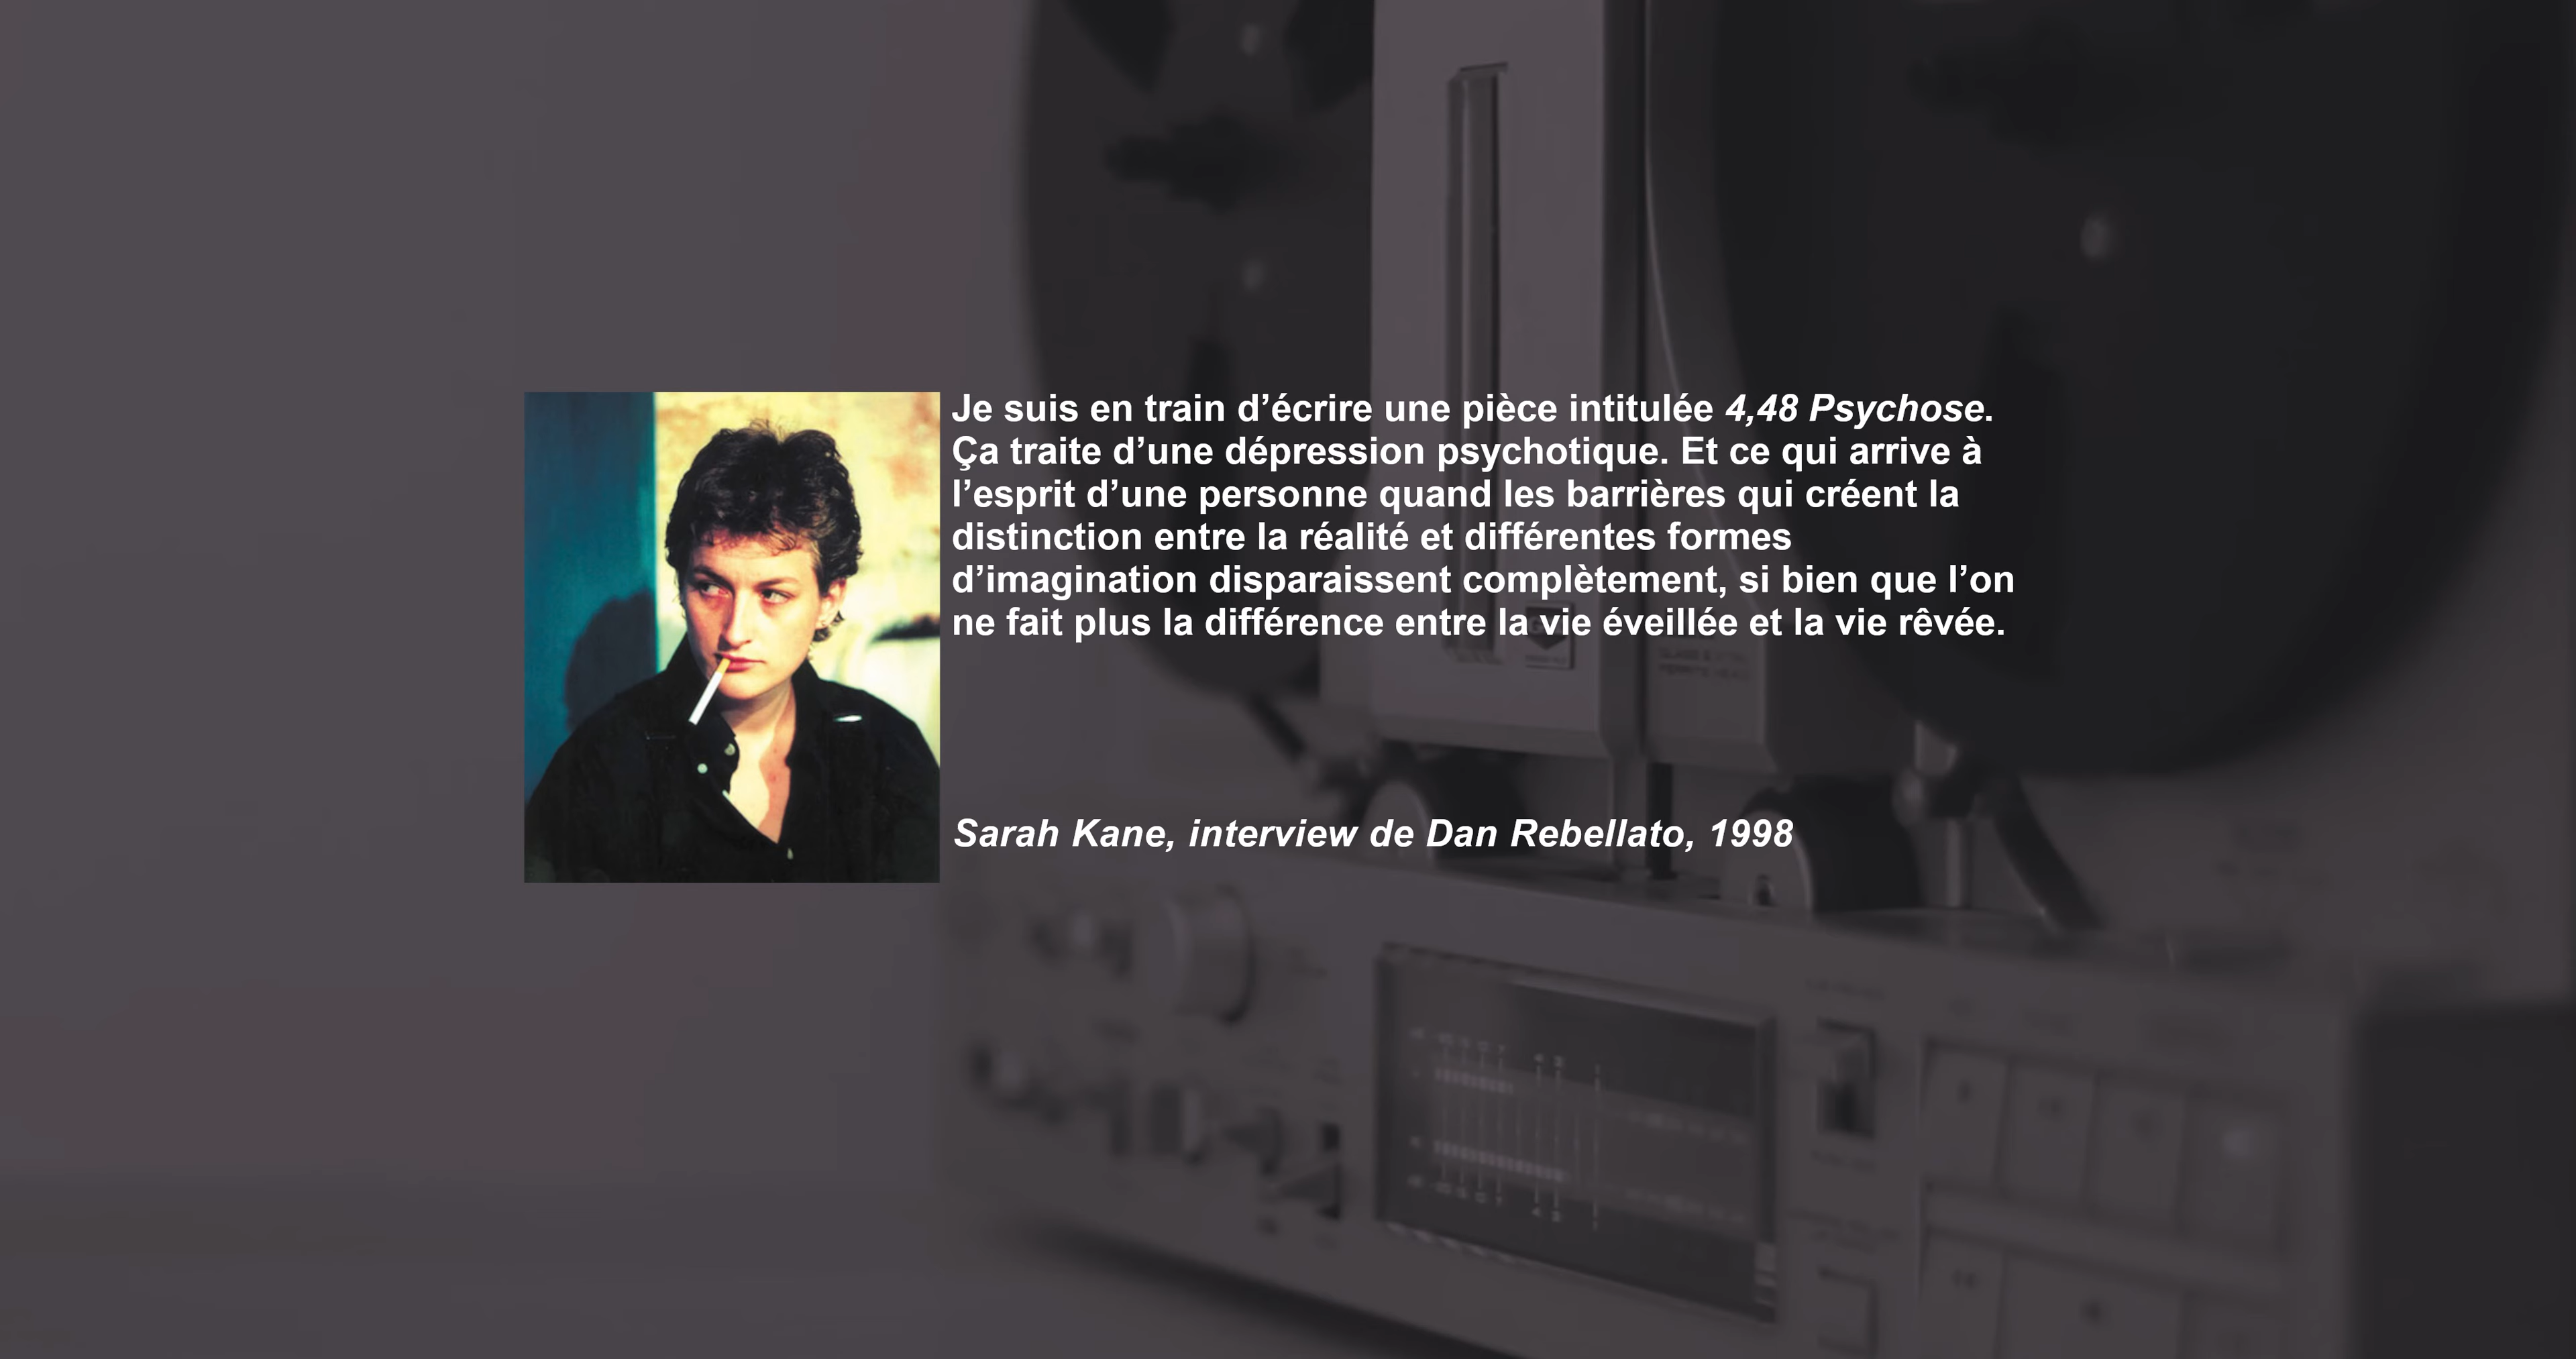 Je suis en train d’écrire une pièce intitulée 4,48 Psychose.
Ça traite d’une dépression psychotique. Et ce qui arrive à
l’esprit d’une personne quand les barrières qui créent la
distinction entre la réalité et différentes formes
d’imagination disparaissent complètement, si bien que l’on
ne fait plus la différence entre la vie éveillée et la vie rêvée.
Sarah Kane, interview de Dan Rebellato, 1998